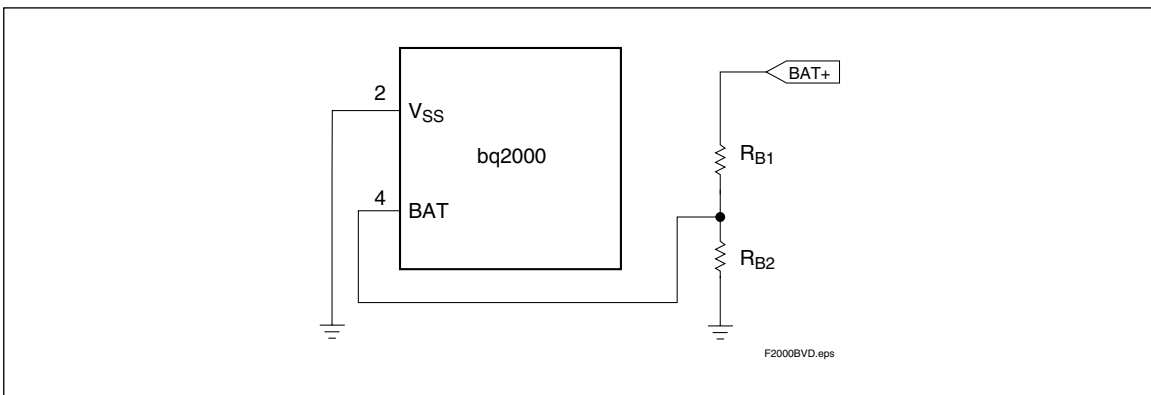 BAT+
2
VSS
RB1
bq2000
4
BAT
RB2
F2000BVD.eps